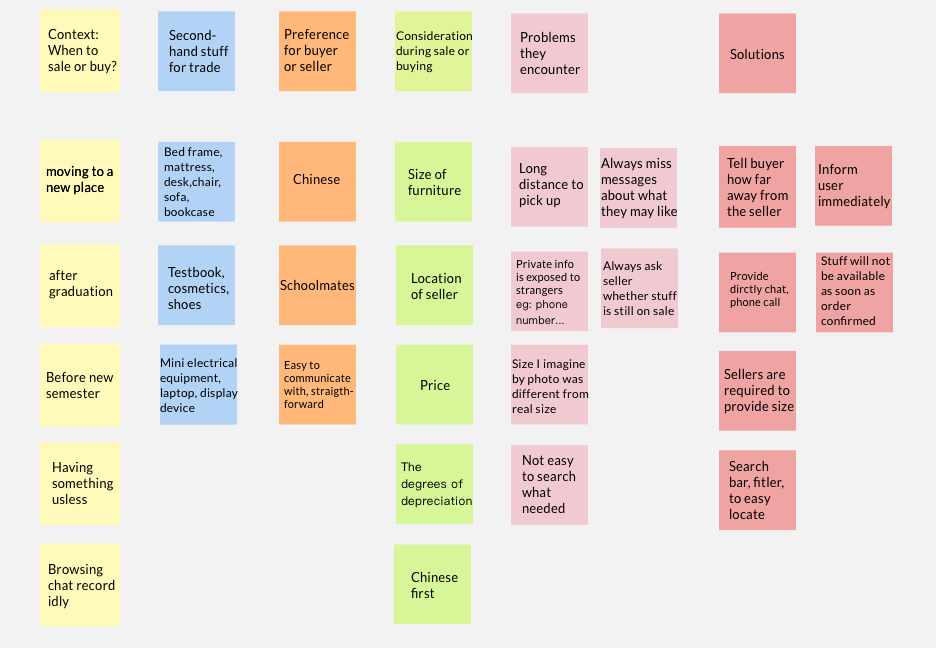 Context:
When to
sale or buy?
Second-
hand stuff
for trade
Preference
for buyer
or seller
Consideration
during sale or
buying
Problems
they
encounter
Solutions
moving to a
new place
Bed frame,
mattress,
desk,chair,
sofa,
bookcase
Chinese
Size of
furniture
Long
distance to
pick up
Always miss
messages
about what
they may like
Tell buyer
how far
away from
the seller
Inform
user
immediately
after
graduation
Testbook,
cosmetics,
shoes
Schoolmates
Location
of seller
Private info
is exposed to
strangers
eg: phone
number...
Always ask
seller
whether stuff
is still on sale
Provide
dirctly chat,
phone call
Stuff will not
be available
as soon as
order
confirmed
Before new
semester
Mini electrical
equipment,
laptop, display
device
Easy to
communicate
with, straigth-
forward
Price
Size I imagine
by photo was
different from
real size
Sellers are
required to
provide size
Having
something
usless
The
degrees of
depreciation
Not easy
to search
what
needed
Search
bar, fitler,
to easy
locate
Browsing
chat record
idly
Chinese
first